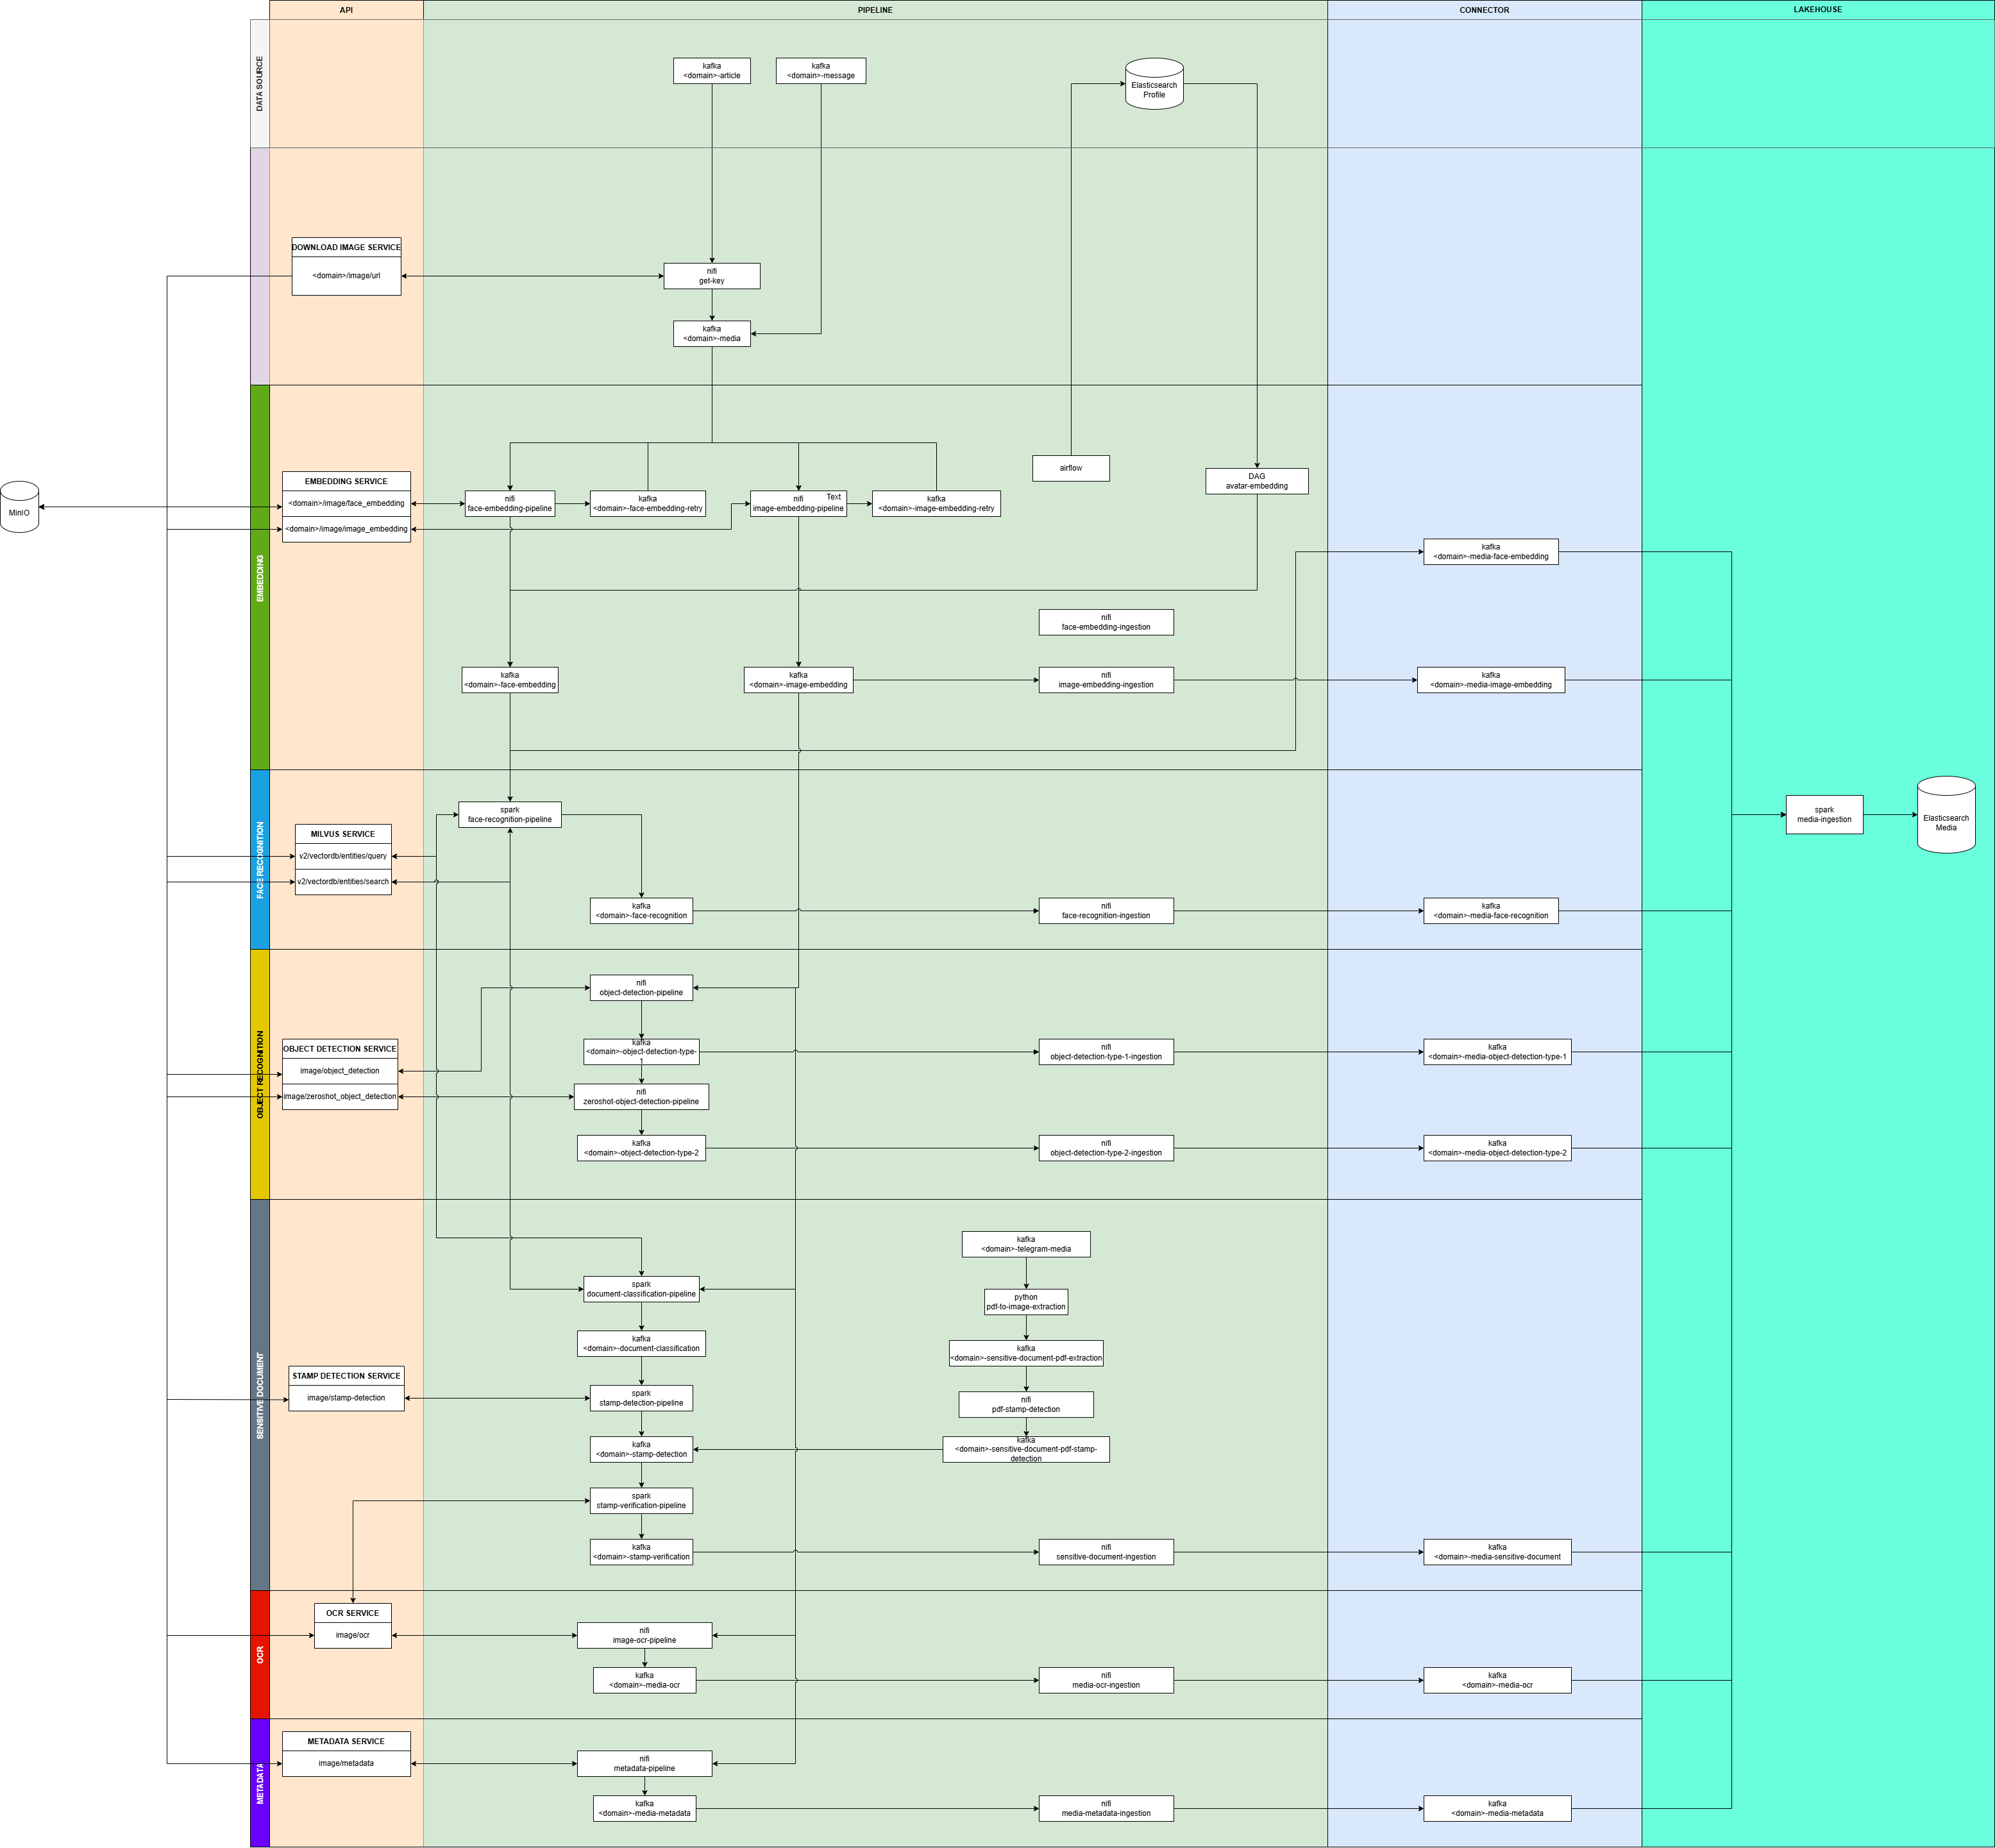 API
PIPELINE
CONNECTOR
LAKEHOUSE
DATA SOURCE
kafka
<domain>-article
kafka
<domain>-message
Elasticsearch
Profile
DOWNLOAD IMAGE SERVICE
<domain>/image/url
nifi
get-key
kafka
<domain>-media
EMBEDDING
MinIO
EMBEDDING SERVICE
<domain>/image/face_embedding
<domain>/image/image_embedding
nifi
face-embedding-pipeline
kafka
<domain>-face-embedding-retry
nifi
image-embedding-pipeline
Text
kafka
<domain>-image-embedding-retry
airflow
DAG
avatar-embedding
kafka
<domain>-media-face-embedding
nifi
face-embedding-ingestion
kafka
<domain>-face-embedding
kafka
<domain>-image-embedding
nifi
image-embedding-ingestion
kafka
<domain>-media-image-embedding
FACE RECOGNITION
MILVUS SERVICE
v2/vectordb/entities/query
v2/vectordb/entities/search
spark
face-recognition-pipeline
spark
media-ingestion
Elasticsearch
Media
kafka
<domain>-face-recognition
nifi
face-recognition-ingestion
kafka
<domain>-media-face-recognition
OBJECT RECOGNITION
nifi
object-detection-pipeline
OBJECT DETECTION SERVICE
image/object_detection
image/zeroshot_object_detection
kafka
<domain>-object-detection-type-
1
nifi
object-detection-type-1-ingestion
kafka
<domain>-media-object-detection-type-1
nifi
zeroshot-object-detection-pipeline
kafka
<domain>-object-detection-type-2
nifi
object-detection-type-2-ingestion
kafka
<domain>-media-object-detection-type-2
SENSITIVE DOCUMENT
kafka
<domain>-telegram-media
spark
document-classification-pipeline
python
pdf-to-image-extraction
kafka
<domain>-document-classification
kafka
<domain>-sensitive-document-pdf-extraction
STAMP DETECTION SERVICE
image/stamp-detection
spark
stamp-detection-pipeline
nifi
pdf-stamp-detection
kafka
<domain>-stamp-detection
kafka
<domain>-sensitive-document-pdf-stamp-
detection
spark
stamp-verification-pipeline
kafka
<domain>-stamp-verification
nifi
sensitive-document-ingestion
kafka
<domain>-media-sensitive-document
OCR
OCR SERVICE
image/ocr
nifi
image-ocr-pipeline
kafka
<domain>-media-ocr
nifi
media-ocr-ingestion
kafka
<domain>-media-ocr
METADATA
METADATA SERVICE
image/metadata
nifi
metadata-pipeline
kafka
<domain>-media-metadata
nifi
media-metadata-ingestion
kafka
<domain>-media-metadata